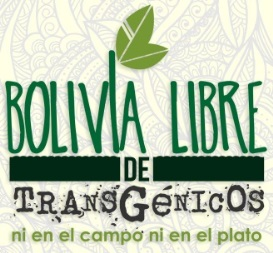 BOLIVIA LIBRE
DE
TRANSGéNICOS
ni en el campo ni en el plato